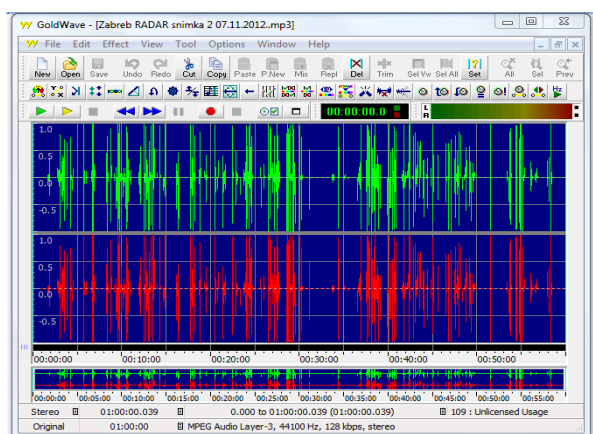 GoldWave - [Zabreb RADAR snimka 2 07.11.2012..mp3]
File Edit Effect View Tool Options Window Help
New Open Save Undo Redo Cut Copy Paste P.New Mix Repl Del Trim Sel Vw Sel All Set All Sel Prev
00:00:00.0 L
R
1.0
0.5
0.0
-0.5
1.0
0.5
0.0
-0.5
00:00:00 00:10:00 00:20:00 00:30:00 00:40:00 00:50:00
00:00:00 00:05:00 00:10:00 00:15:00 00:20:00 00:25:00 00:30:00 00:35:00 00:40:00 00:45:00 00:50:00 00:55:00
Stereo 01:00:00.039 0.000 to 01:00:00.039 (01:00:00.039) 109 : Unlicensed Usage
Original 01:00:00 MPEG Audio Layer-3, 44100 Hz, 128 kbps, stereo